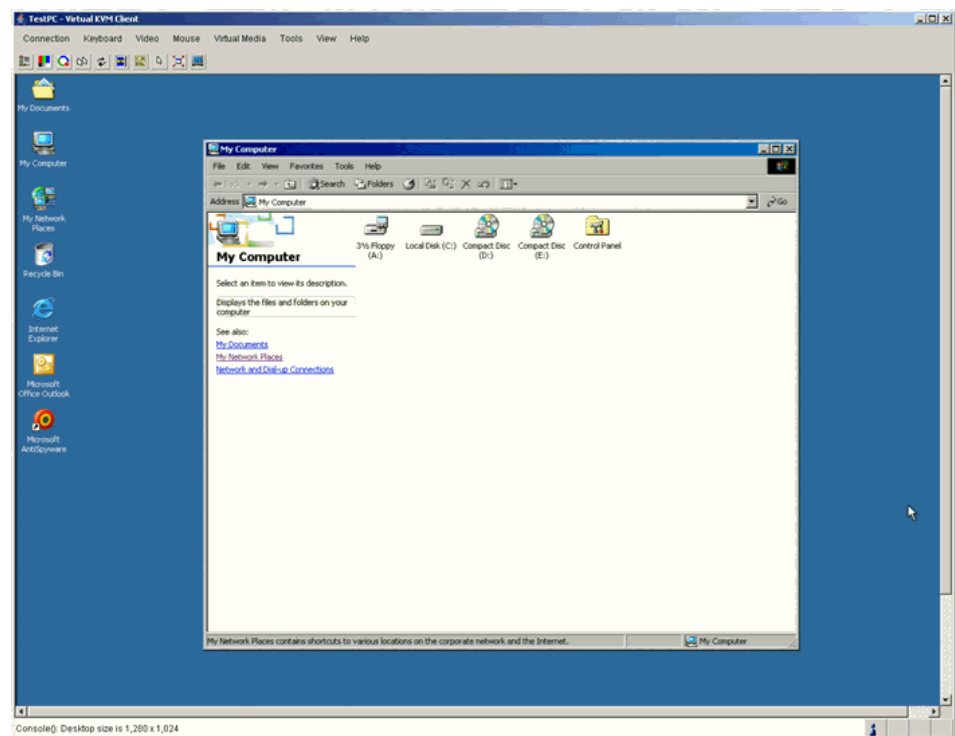 TestPC - Virtual KVM Client
Connection Keyboard Video Mouse Virtual Media Tools View Help
My Documents
My Computer
My Network
Places
Recycle Bin
Internet
Explorer
Microsoft
Office Outlook
Microsoft
AntiSpyware
My Computer
File Edit View Favorites Tools Help
Back Search Folders
Address My Computer Go
3½ Floppy
(A:)
Local Disk (C:)
Compact Disc
(D:)
Compact Disc
(E:)
Control Panel
My Computer
Select an item to view its description.
Displays the files and folders on your
computer
See also:
My Documents
My Network Places
Network and Dial-up Connections
My Network Places contains shortcuts to various locations on the corporate network and the Internet.
My Computer
Console(): Desktop size is 1,280 x 1,024